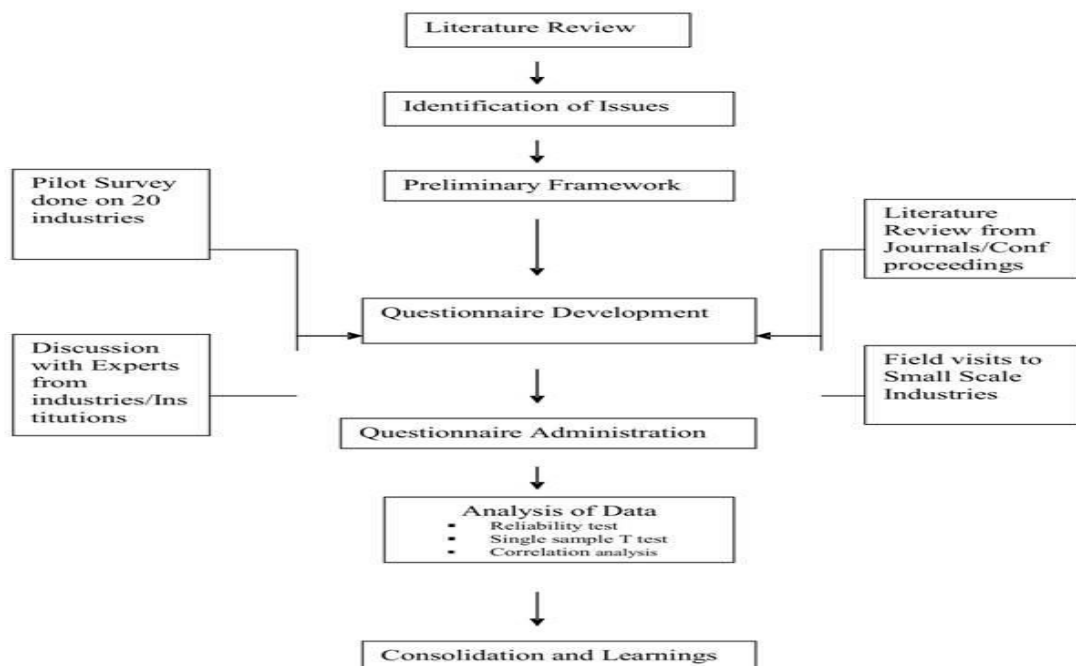 Literature Review
Identification of Issues
Preliminary Framework
Pilot Survey
done on 20
industries
Literature
Review from
Journals/Conf
proceedings
Questionnaire Development
Discussion
with Experts
from
industries/Ins
titutions
Field visits to
Small Scale
Industries
Questionnaire Administration
Analysis of Data
▪ Reliability test
▪ Single sample T test
▪ Correlation analysis
Consolidation and Learnings